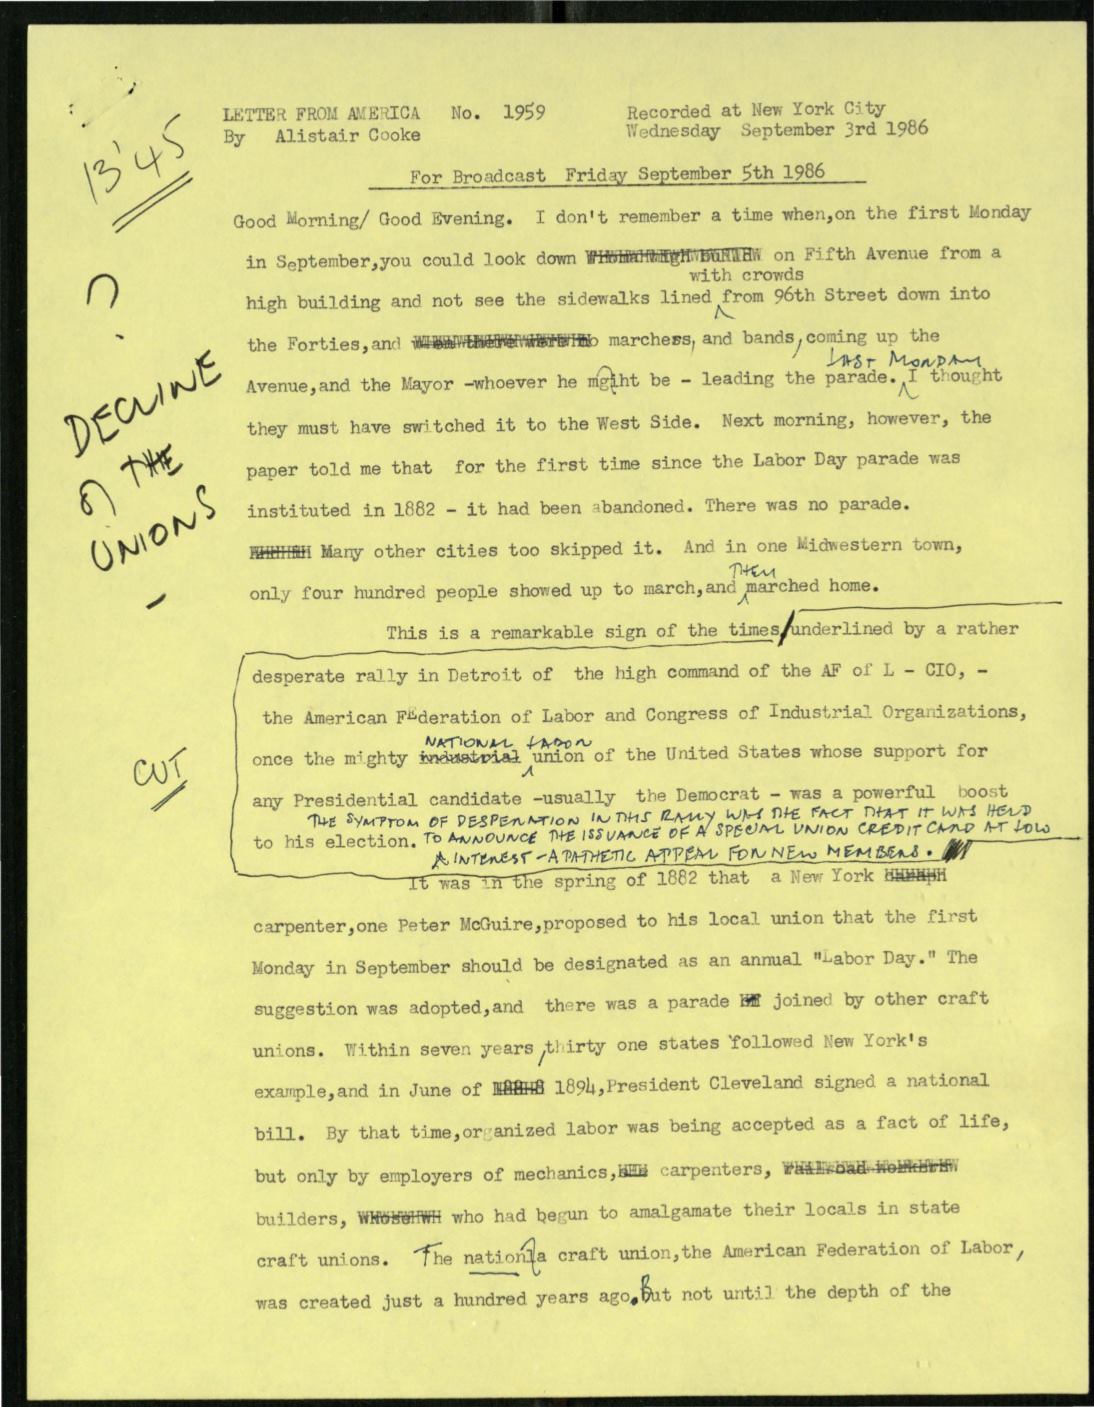 LETTER FROM AMERICA No. 1959 Recorded at New York City
By Alistair Cooke Wednesday September 3rd 1986
13'45
For Broadcast Friday September 5th 1986
Good Morning/ Good Evening. I don't remember a time when,on the first Monday
in September,you could look down on Fifth Avenue from a
with crowds
high building and not see the sidewalks lined from 96th Street down into
?
the Forties,and marchers, and bands, coming up the
LAST MONDAY
Avenue,and the Mayor -whoever he mgiht be - leading the parade. I thought
DECLINE
OF THE
UNIONS -
they must have switched it to the West Side. Next morning, however, the
paper told me that for the first time since the Labor Day parade was
instituted in 1882 - it had been abandoned. There was no parade.
Many other cities too skipped it. And in one Midwestern town,
THEN
only four hundred people showed up to march,and marched home.
This is a remarkable sign of the times/underlined by a rather
desperate rally in Detroit of the high command of the AF of L - CIO, -
the American FEderation of Labor and Congress of Industrial Organizations,
NATIONAL LABOR
once the mighty industrial union of the United States whose support for
CUT
any Presidential candidate -usually the Democrat - was a powerful boost
THE SYMPTOM OF DESPERATION IN THIS RALLY WAS THE FACT THAT IT WAS HELD
to his election. TO ANNOUNCE THE ISSUANCE OF A SPECIAL UNION CREDIT CARD AT LOW
INTEREST - A PATHETIC APPEAL FOR NEW MEMBERS.
It was in the spring of 1882 that a New York
carpenter,one Peter McGuire,proposed to his local union that the first
Monday in September should be designated as an annual "Labor Day." The
suggestion was adopted,and there was a parade joined by other craft
unions. Within seven years, thirty one states followed New York's
example,and in June of 1894,President Cleveland signed a national
bill. By that time,organized labor was being accepted as a fact of life,
but only by employers of mechanics, carpenters, railroad workers
builders, who had begun to amalgamate their locals in state
craft unions. The nationla craft union,the American Federation of Labor,
was created just a hundred years ago. But not until the depth of the